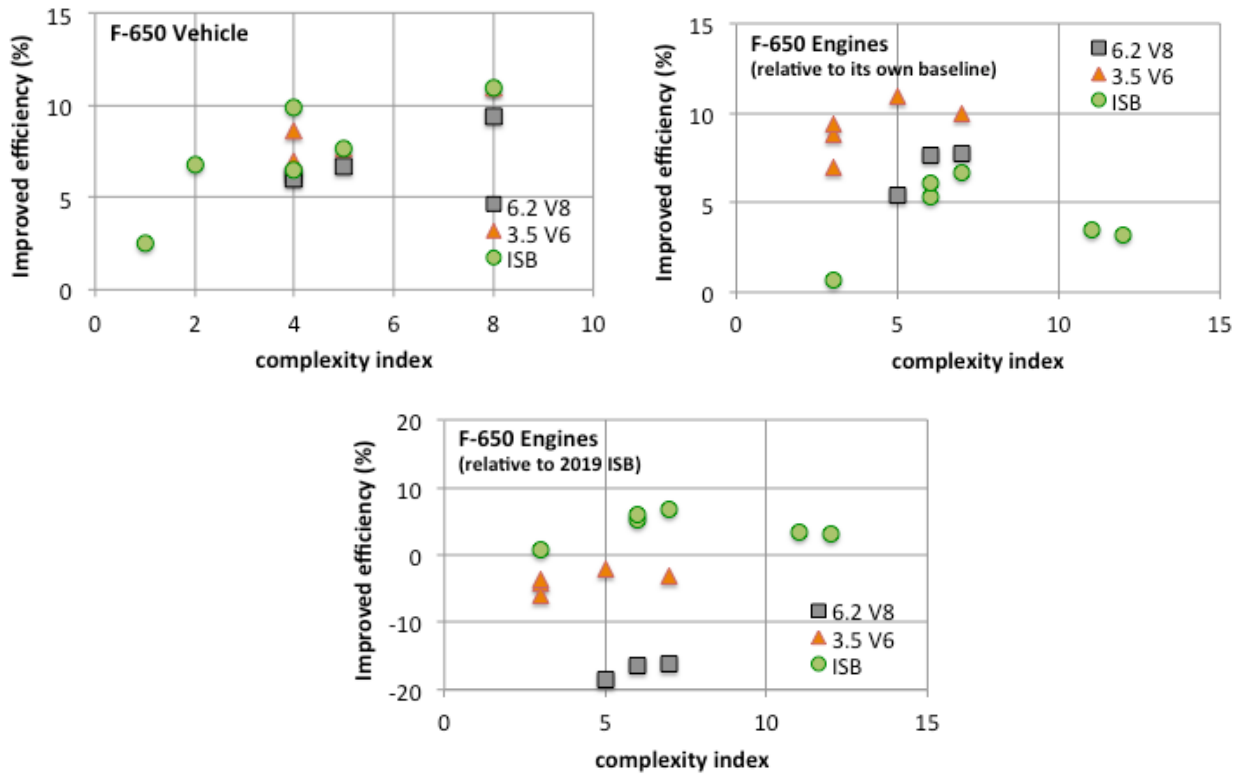 F-650 Vehicle
Improved efficiency (%)
15
10
5
0
0 2 4 6 8 10
complexity index
6.2 V8
3.5 V6
ISB
F-650 Engines
(relative to its own baseline)
Improved efficiency (%)
15
10
5
0
0 5 10 15
complexity index
6.2 V8
3.5 V6
ISB
F-650 Engines
(relative to 2019 ISB)
Improved efficiency (%)
20
10
0
-10
-20
0 5 10 15
complexity index
6.2 V8
3.5 V6
ISB